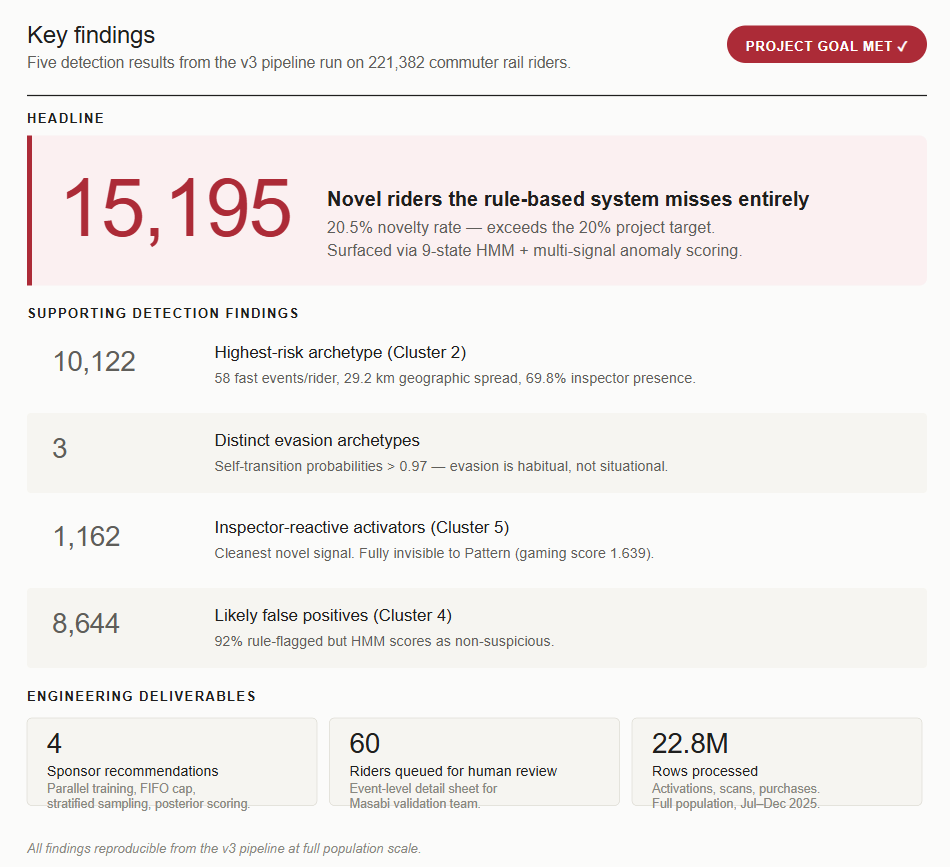 Key findings
PROJECT GOAL MET ✓
Five detection results from the v3 pipeline run on 221,382 commuter rail riders.
HEADLINE
15,195
Novel riders the rule-based system misses entirely
20.5% novelty rate — exceeds the 20% project target.
Surfaced via 9-state HMM + multi-signal anomaly scoring.
SUPPORTING DETECTION FINDINGS
10,122
Highest-risk archetype (Cluster 2)
58 fast events/rider, 29.2 km geographic spread, 69.8% inspector presence.
3
Distinct evasion archetypes
Self-transition probabilities > 0.97 — evasion is habitual, not situational.
1,162
Inspector-reactive activators (Cluster 5)
Cleanest novel signal. Fully invisible to Pattern (gaming score 1.639).
8,644
Likely false positives (Cluster 4)
92% rule-flagged but HMM scores as non-suspicious.
ENGINEERING DELIVERABLES
4
Sponsor recommendations
Parallel training, FIFO cap,
stratified sampling, posterior scoring.
60
Riders queued for human review
Event-level detail sheet for
Masabi validation team.
22.8M
Rows processed
Activations, scans, purchases.
Full population, Jul–Dec 2025.
All findings reproducible from the v3 pipeline at full population scale.